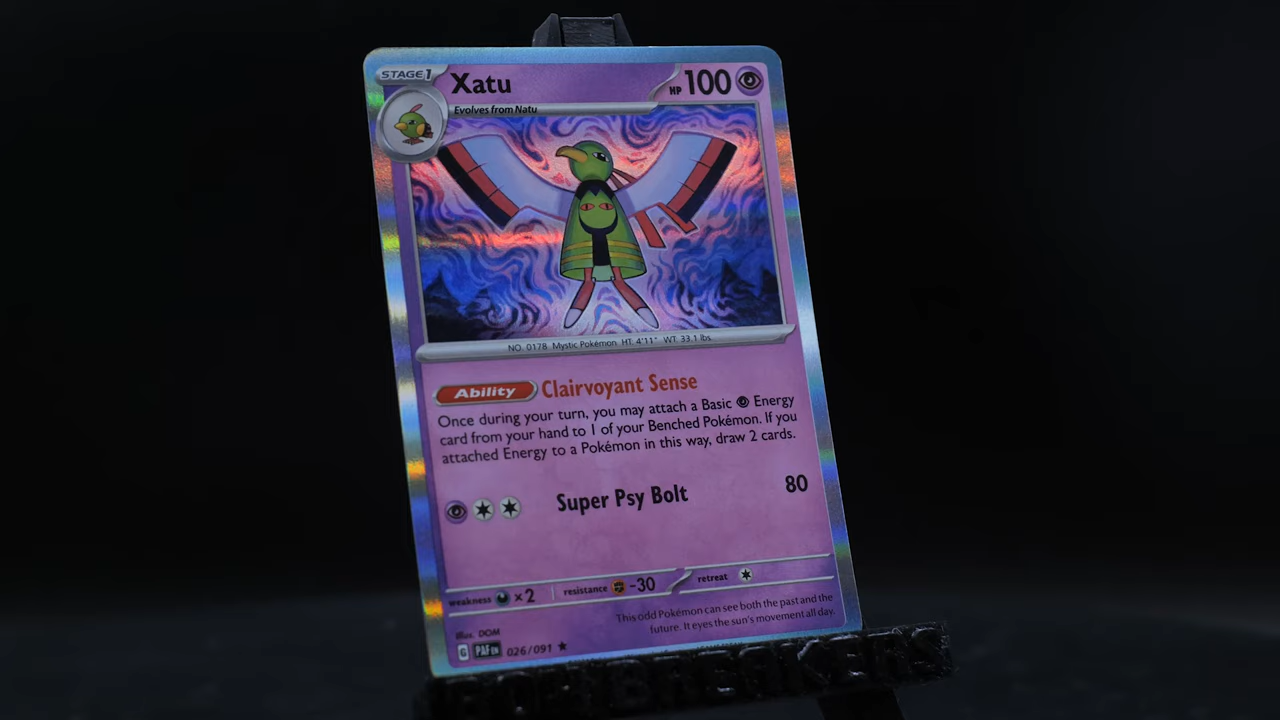 STAGE 1
Xatu
HP 100
Evolves from Natu
NO. 0178 Mystic Pokémon HT. 4'11" WT. 33.1 lbs.
Ability Clairvoyant Sense
Once during your turn, you may attach a Basic Energy
card from your hand to 1 of your Benched Pokémon. If you
attached Energy to a Pokémon in this way, draw 2 cards.
Super Psy Bolt 80
weakness ×2 resistance -30 retreat
This odd Pokémon can see both the past and the
future. It eyes the sun's movement all day.
Illus. DOM
G PAF EN 026/091 ★